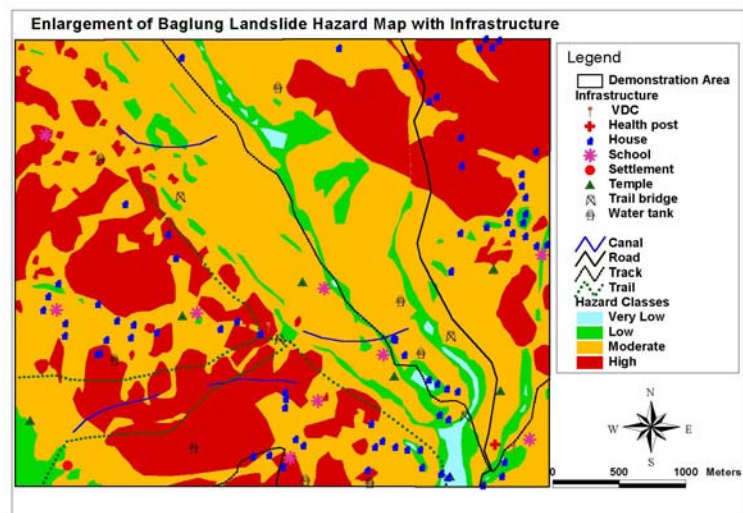 Enlargement of Baglung Landslide Hazard Map with Infrastructure
Legend
Demonstration Area
Infrastructure
VDC
Health post
House
School
Settlement
Temple
Trail bridge
Water tank
Canal
Road
Track
Trail
Hazard Classes
Very Low
Low
Moderate
High
N
W E
S
0 500 1000 Meters